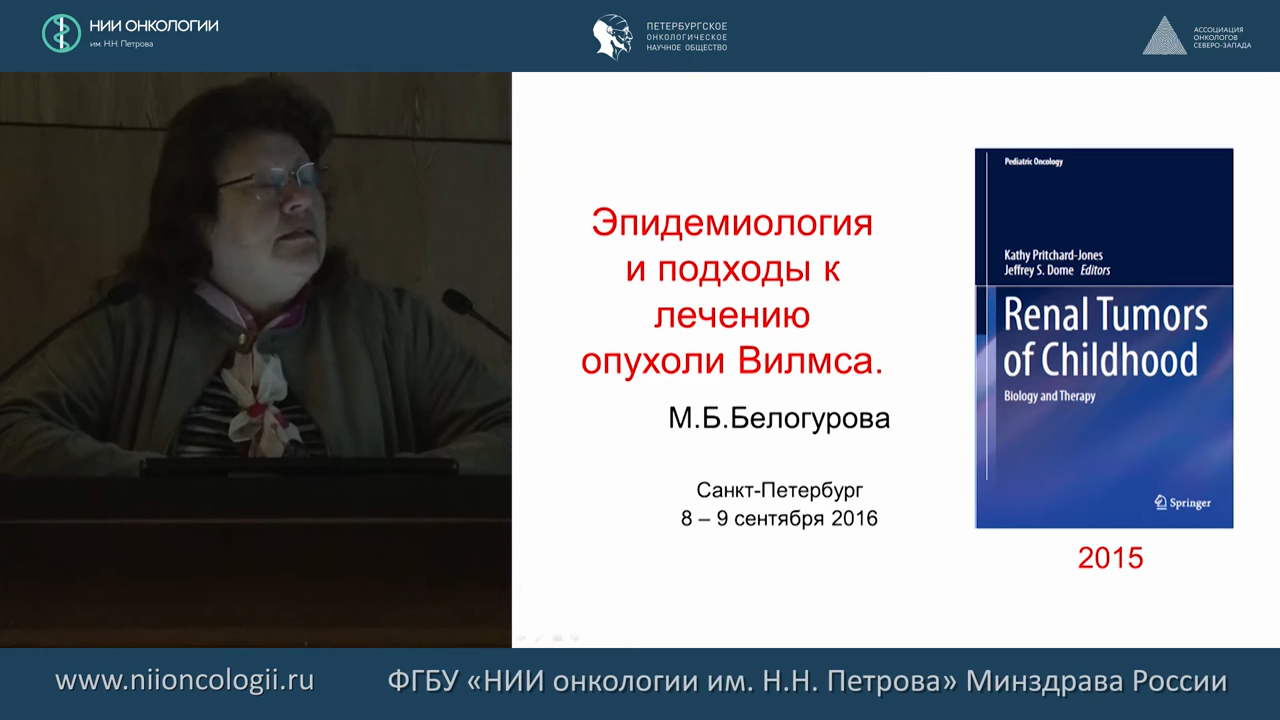 НИИ ОНКОЛОГИИ
им. Н.Н. Петрова
ПЕТЕРБУРГСКОЕ
ОНКОЛОГИЧЕСКОЕ
НАУЧНОЕ ОБЩЕСТВО
АССОЦИАЦИЯ
ОНКОЛОГОВ
СЕВЕРО-ЗАПАДА
Эпидемиология
и подходы к
лечению
опухоли Вилмса.
М.Б.Белогурова
Санкт-Петербург
8 – 9 сентября 2016
Pediatric Oncology
Kathy Pritchard-Jones
Jeffrey S. Dome Editors
Renal Tumors
of Childhood
Biology and Therapy
Springer
2015
www.niioncologii.ru
ФГБУ «НИИ онкологии им. Н.Н. Петрова» Минздрава России